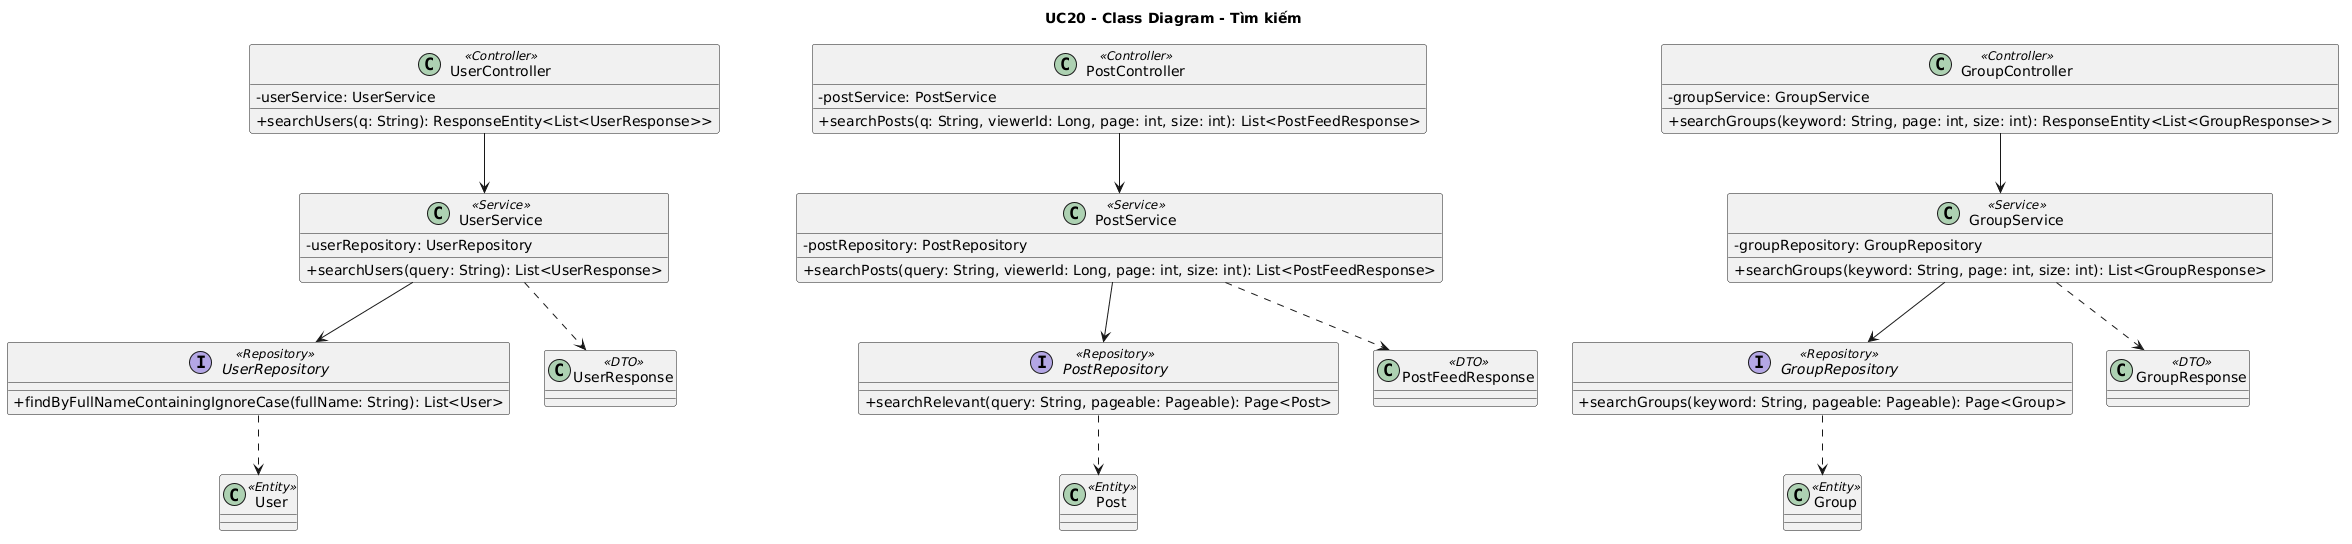 UC20 - Class Diagram - Tìm kiếm
«Controller»
UserController
-userService: UserService
+searchUsers(q: String): ResponseEntity<List<UserResponse>>
«Controller»
PostController
-postService: PostService
+searchPosts(q: String, viewerId: Long, page: int, size: int): List<PostFeedResponse>
«Controller»
GroupController
-groupService: GroupService
+searchGroups(keyword: String, page: int, size: int): ResponseEntity<List<GroupResponse>>
«Service»
UserService
-userRepository: UserRepository
+searchUsers(query: String): List<UserResponse>
«Service»
PostService
-postRepository: PostRepository
+searchPosts(query: String, viewerId: Long, page: int, size: int): List<PostFeedResponse>
«Service»
GroupService
-groupRepository: GroupRepository
+searchGroups(keyword: String, page: int, size: int): List<GroupResponse>
«Repository»
UserRepository
+findByFullNameContainingIgnoreCase(fullName: String): List<User>
«DTO»
UserResponse
«Repository»
PostRepository
+searchRelevant(query: String, pageable: Pageable): Page<Post>
«DTO»
PostFeedResponse
«Repository»
GroupRepository
+searchGroups(keyword: String, pageable: Pageable): Page<Group>
«DTO»
GroupResponse
«Entity»
User
«Entity»
Post
«Entity»
Group